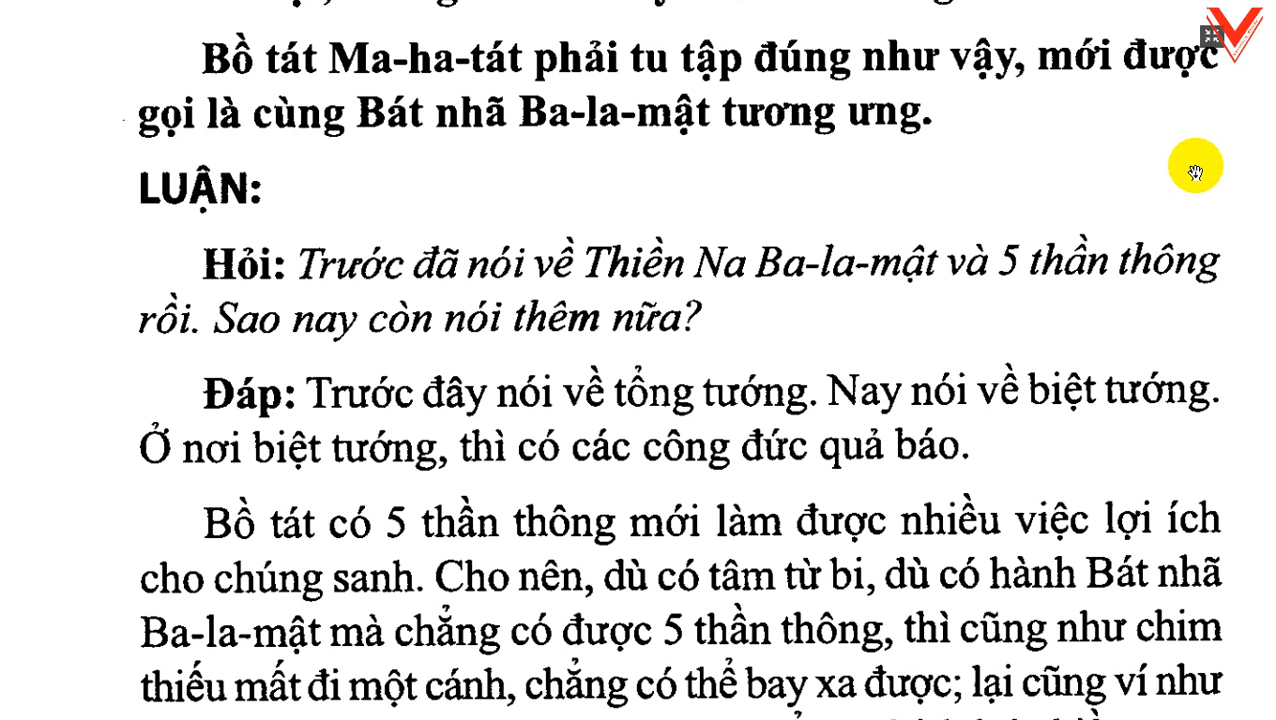 Bồ tát Ma-ha-tát phải tu tập đúng như vậy, mới được
gọi là cùng Bát nhã Ba-la-mật tương ưng.
LUẬN:
Hỏi: Trước đã nói về Thiền Na Ba-la-mật và 5 thần thông
rồi. Sao nay còn nói thêm nữa?
Đáp: Trước đây nói về tổng tướng. Nay nói về biệt tướng.
Ở nơi biệt tướng, thì có các công đức quả báo.
Bồ tát có 5 thần thông mới làm được nhiều việc lợi ích
cho chúng sanh. Cho nên, dù có tâm từ bi, dù có hành Bát nhã
Ba-la-mật mà chẳng có được 5 thần thông, thì cũng như chim
thiếu mất đi một cánh, chẳng có thể bay xa được; lại cũng ví như